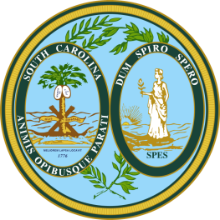 SOUTH CAROLINA
ANIMIS OPIBUSQUE PARATI
1776
DUM SPIRO SPERO
SPES